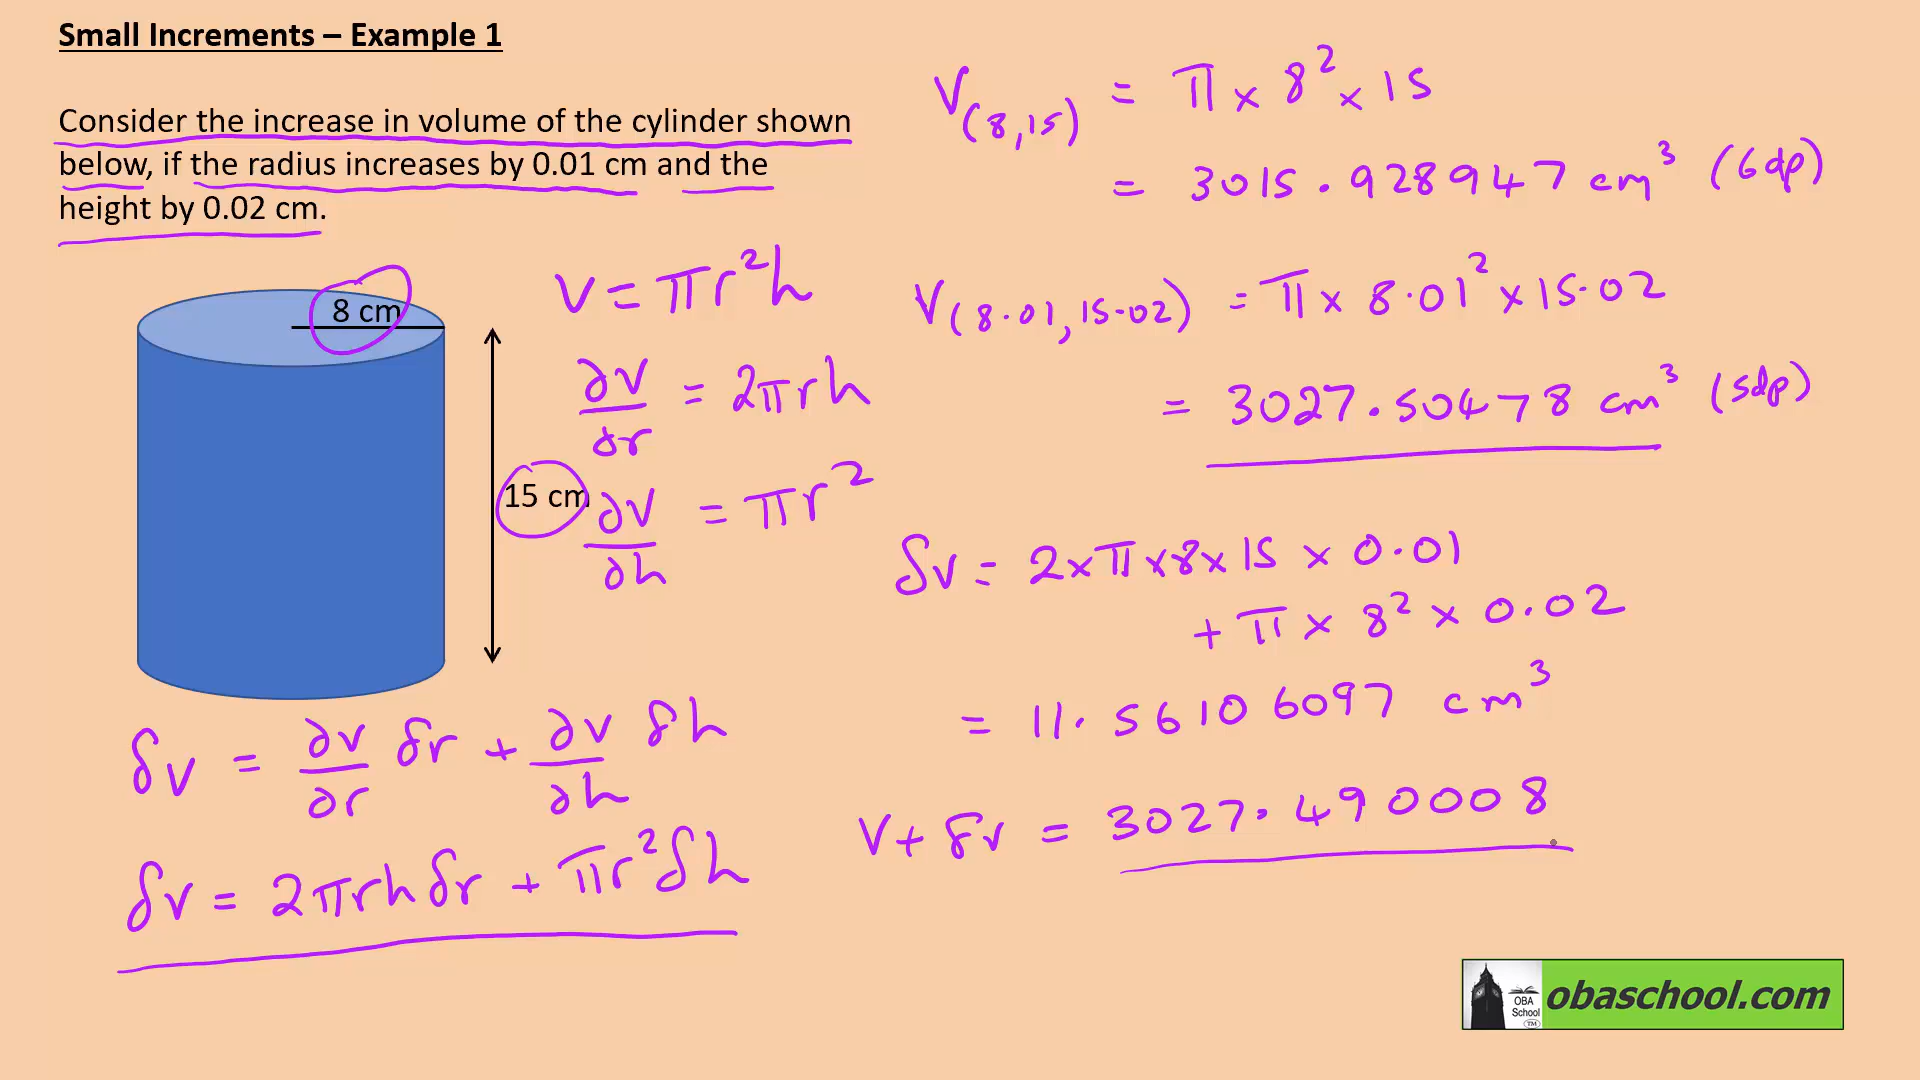 Small Increments – Example 1
Consider the increase in volume of the cylinder shown
below, if the radius increases by 0.01 cm and the
height by 0.02 cm.
8 cm
15 cm
V = πr²h
∂V/∂r = 2πrh
∂V/∂h = πr²
δV = ∂V/∂r δr + ∂V/∂h δh
δV = 2πrhδr + πr²δh
V(8,15) = π × 8² × 15
= 3015.928947 cm³ (6dp)
V(8.01,15.02) = π × 8.01² × 15.02
= 3027.50478 cm³ (5dp)
δV = 2×π×8×15 × 0.01
+ π × 8² × 0.02
= 11.56106097 cm³
V + δV = 3027.490008
OBA
School
TM
obaschool.com